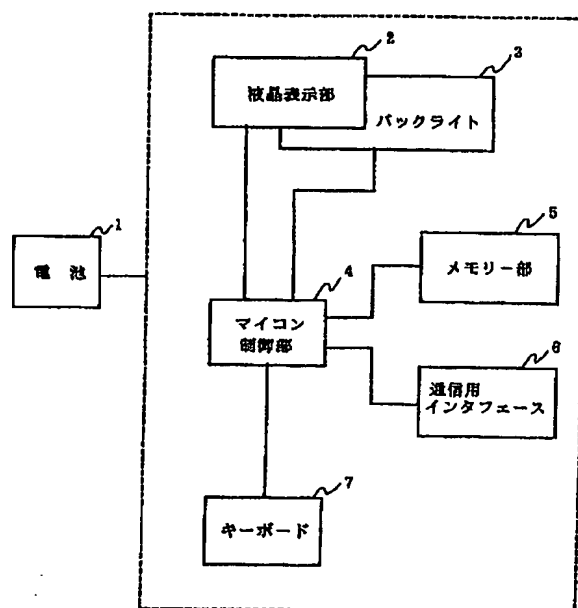 2
3
液晶表示部
バックライト
1
電 池
5
メモリー部
4
マイコン
制御部
6
通信用
インタフェース
7
キーボード